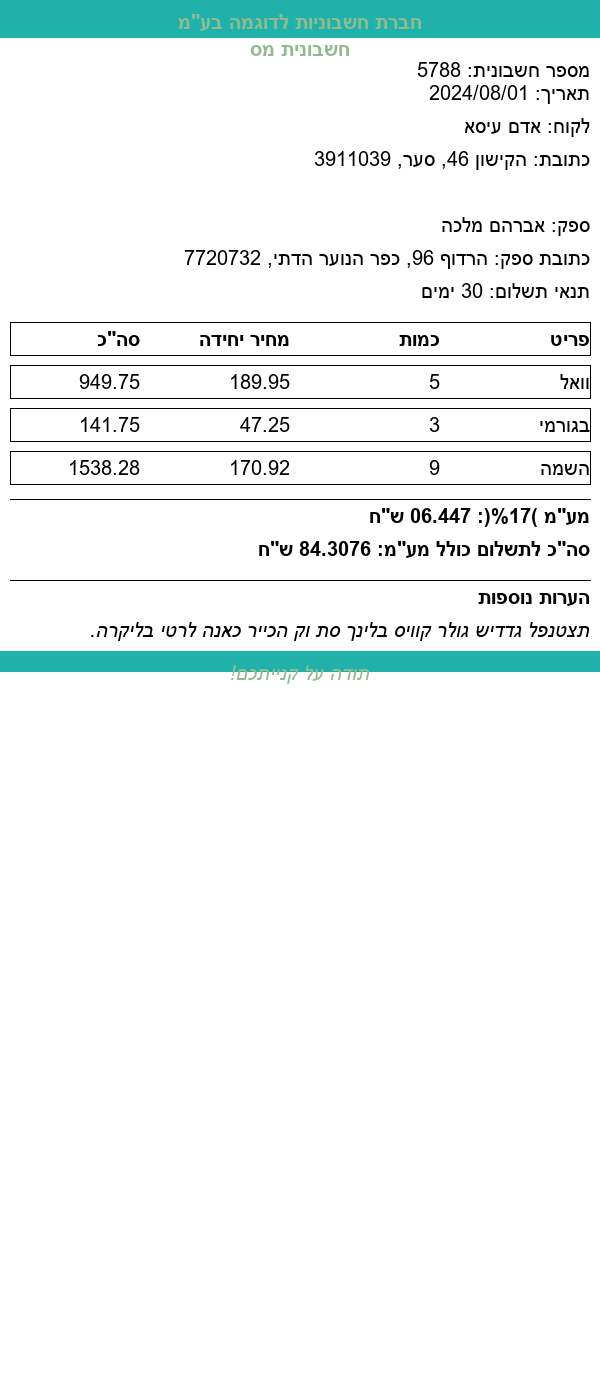 חברת חשבוניות לדוגמה בע"מ
חשבונית מס
מספר חשבונית: 5788
תאריך: 2024/08/01
לקוח: אדם עיסא
כתובת: הקישון 46, סער, 3911039
ספק: אברהם מלכה
כתובת ספק: הרדוף 96, כפר הנוער הדתי, 7720732
תנאי תשלום: 30 ימים
פריט כמות מחיר יחידה סה"כ
וואל 5 189.95 949.75
בגורמי 3 47.25 141.75
השמה 9 170.92 1538.28
מע"מ )17%(: 06.447 ש"ח
סה"כ לתשלום כולל מע"מ: 84.3076 ש"ח
הערות נוספות
תצטנפל גדדיש גולר קוויס בלינך סת וק הכייר כאנה לרטי בליקרה.
תודה על קנייתכם!